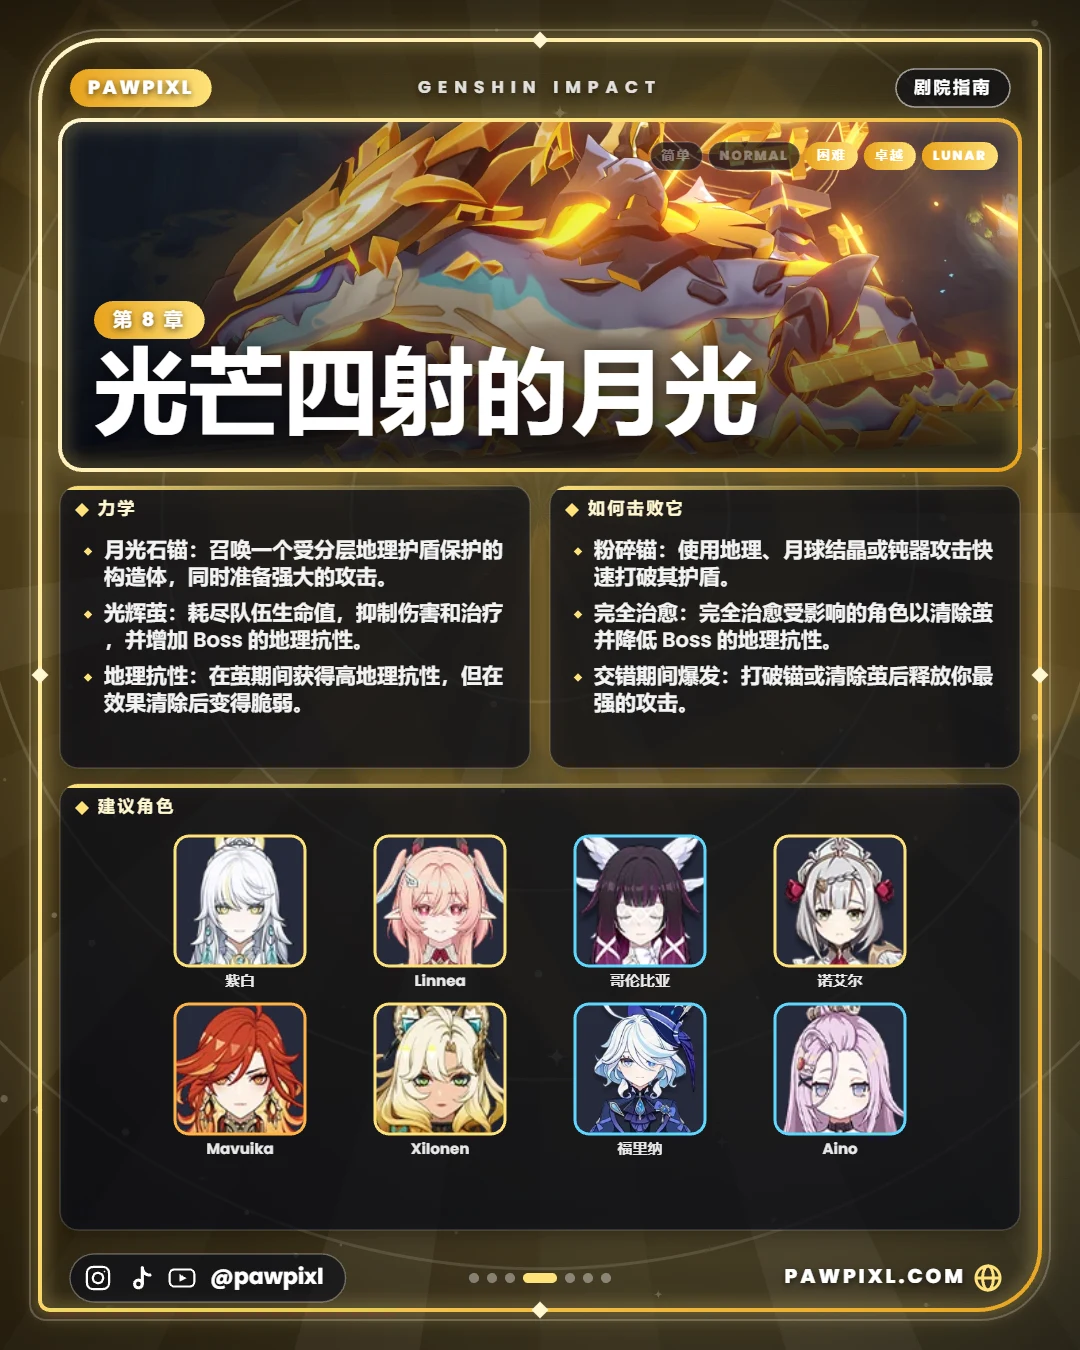 PAWPIXL
GENSHIN IMPACT
剧院指南
简单
NORMAL
困难
卓越
LUNAR
第 8 章
光芒四射的月光
力学
月光石锚：召唤一个受分层地理护盾保护的
构造体，同时准备强大的攻击。
光辉茧：耗尽队伍生命值，抑制伤害和治疗
，并增加 Boss 的地理抗性。
地理抗性：在茧期间获得高地理抗性，但在
效果清除后变得脆弱。
如何击败它
粉碎锚：使用地理、月球结晶或钝器攻击快
速打破其护盾。
完全治愈：完全治愈受影响的角色以清除茧
并降低 Boss 的地理抗性。
交错期间爆发：打破锚或清除茧后释放你最
强的攻击。
建议角色
紫白
Linnea
哥伦比亚
诺艾尔
Mavuika
Xilonen
福里纳
Aino
@pawpixl
PAWPIXL.COM